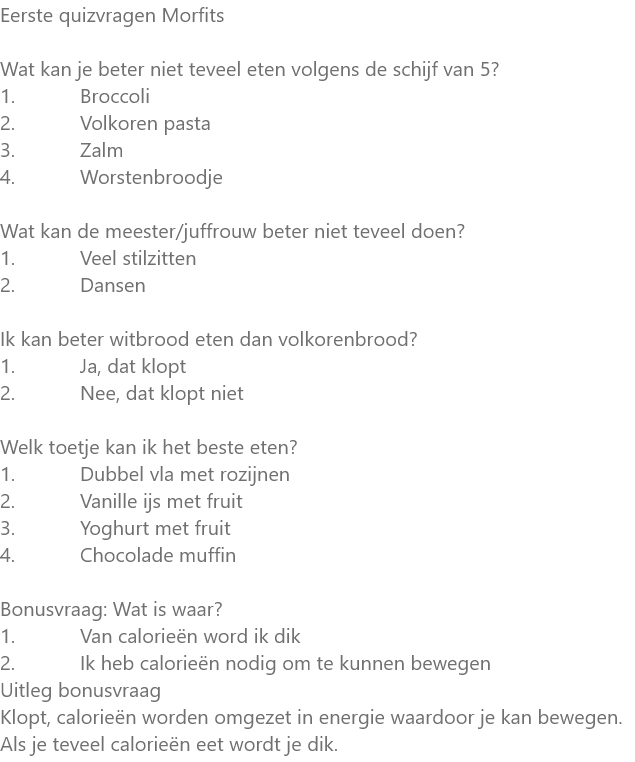 Eerste quizvragen Morfits
Wat kan je beter niet teveel eten volgens de schijf van 5?
1. Broccoli
2. Volkoren pasta
3. Zalm
4. Worstenbroodje
Wat kan de meester/juffrouw beter niet teveel doen?
1. Veel stilzitten
2. Dansen
Ik kan beter witbrood eten dan volkorenbrood?
1. Ja, dat klopt
2. Nee, dat klopt niet
Welk toetje kan ik het beste eten?
1. Dubbel vla met rozijnen
2. Vanille ijs met fruit
3. Yoghurt met fruit
4. Chocolade muffin
Bonusvraag: Wat is waar?
1. Van calorieën word ik dik
2. Ik heb calorieën nodig om te kunnen bewegen
Uitleg bonusvraag
Klopt, calorieën worden omgezet in energie waardoor je kan bewegen.
Als je teveel calorieën eet wordt je dik.